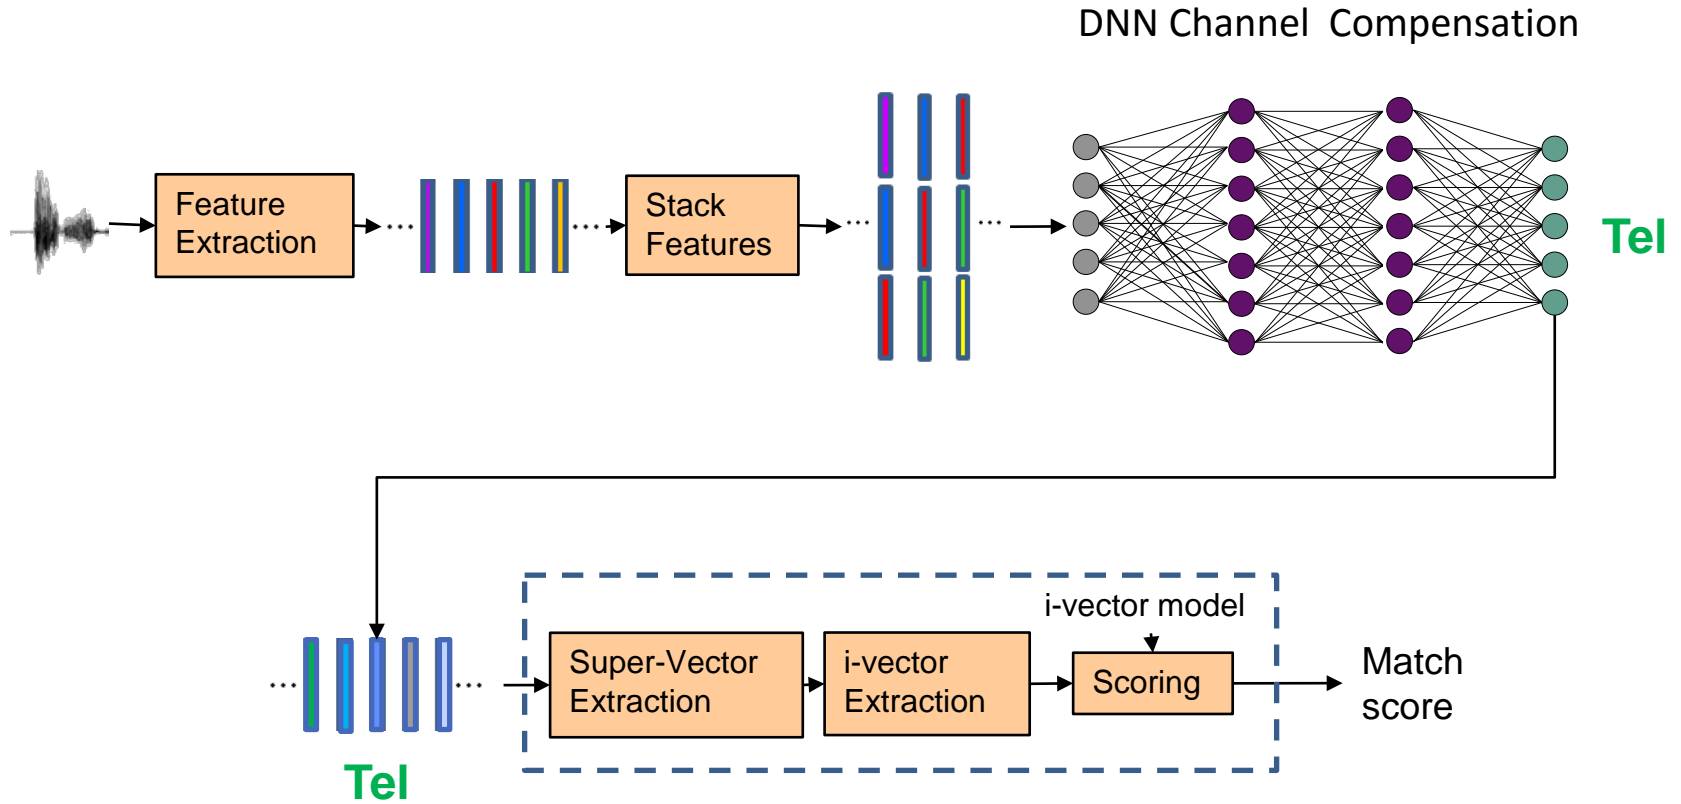 DNN Channel  Compensation
Feature
Extraction
Stack
Features
Tel
i-vector model
Super-Vector
Extraction
i-vector
Extraction
Scoring
Match
score
Tel